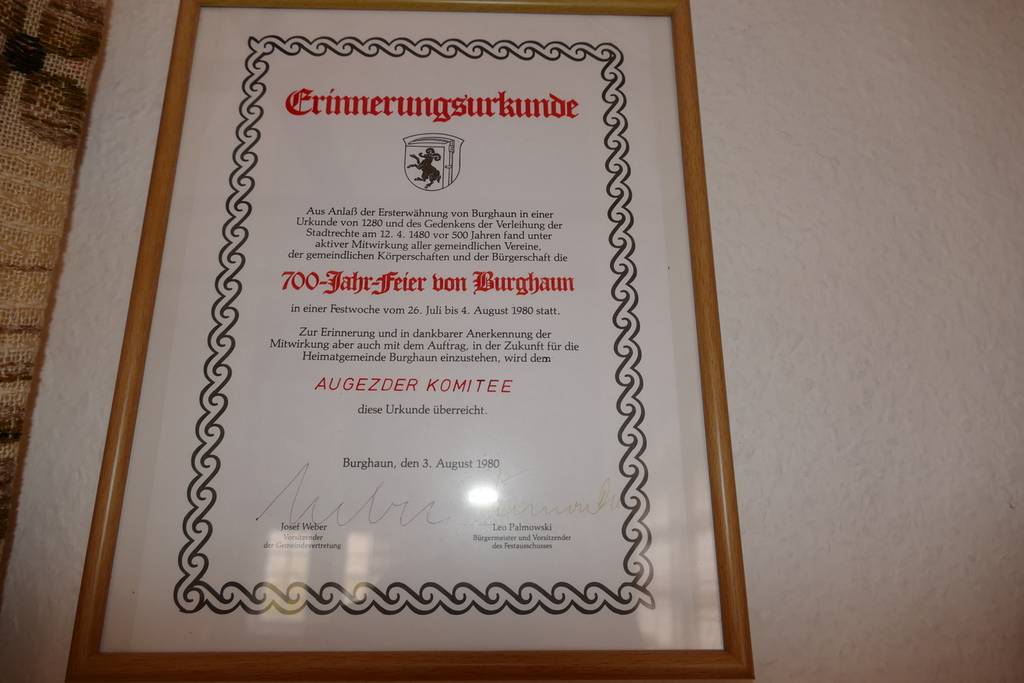 Erinnerungsurkunde
Aus Anlaß der Ersterwähnung von Burghaun in einer
Urkunde von 1280 und des Gedenkens der Verleihung der
Stadtrechte am 12. 4. 1480 vor 500 Jahren fand unter
aktiver Mitwirkung aller gemeindlichen Vereine,
der gemeindlichen Körperschaften und der Bürgerschaft die
700-Jahr-Feier von Burghaun
in einer Festwoche vom 26. Juli bis 4. August 1980 statt.
Zur Erinnerung und in dankbarer Anerkennung der
Mitwirkung aber auch mit dem Auftrag, in der Zukunft für die
Heimatgemeinde Burghaun einzustehen, wird dem
AUGEZDER KOMITEE
diese Urkunde überreicht.
Burghaun, den 3. August 1980
Josef Weber
Vorsitzender
der Gemeindevertretung
Leo Palmowski
Bürgermeister und Vorsitzender
des Festausschusses